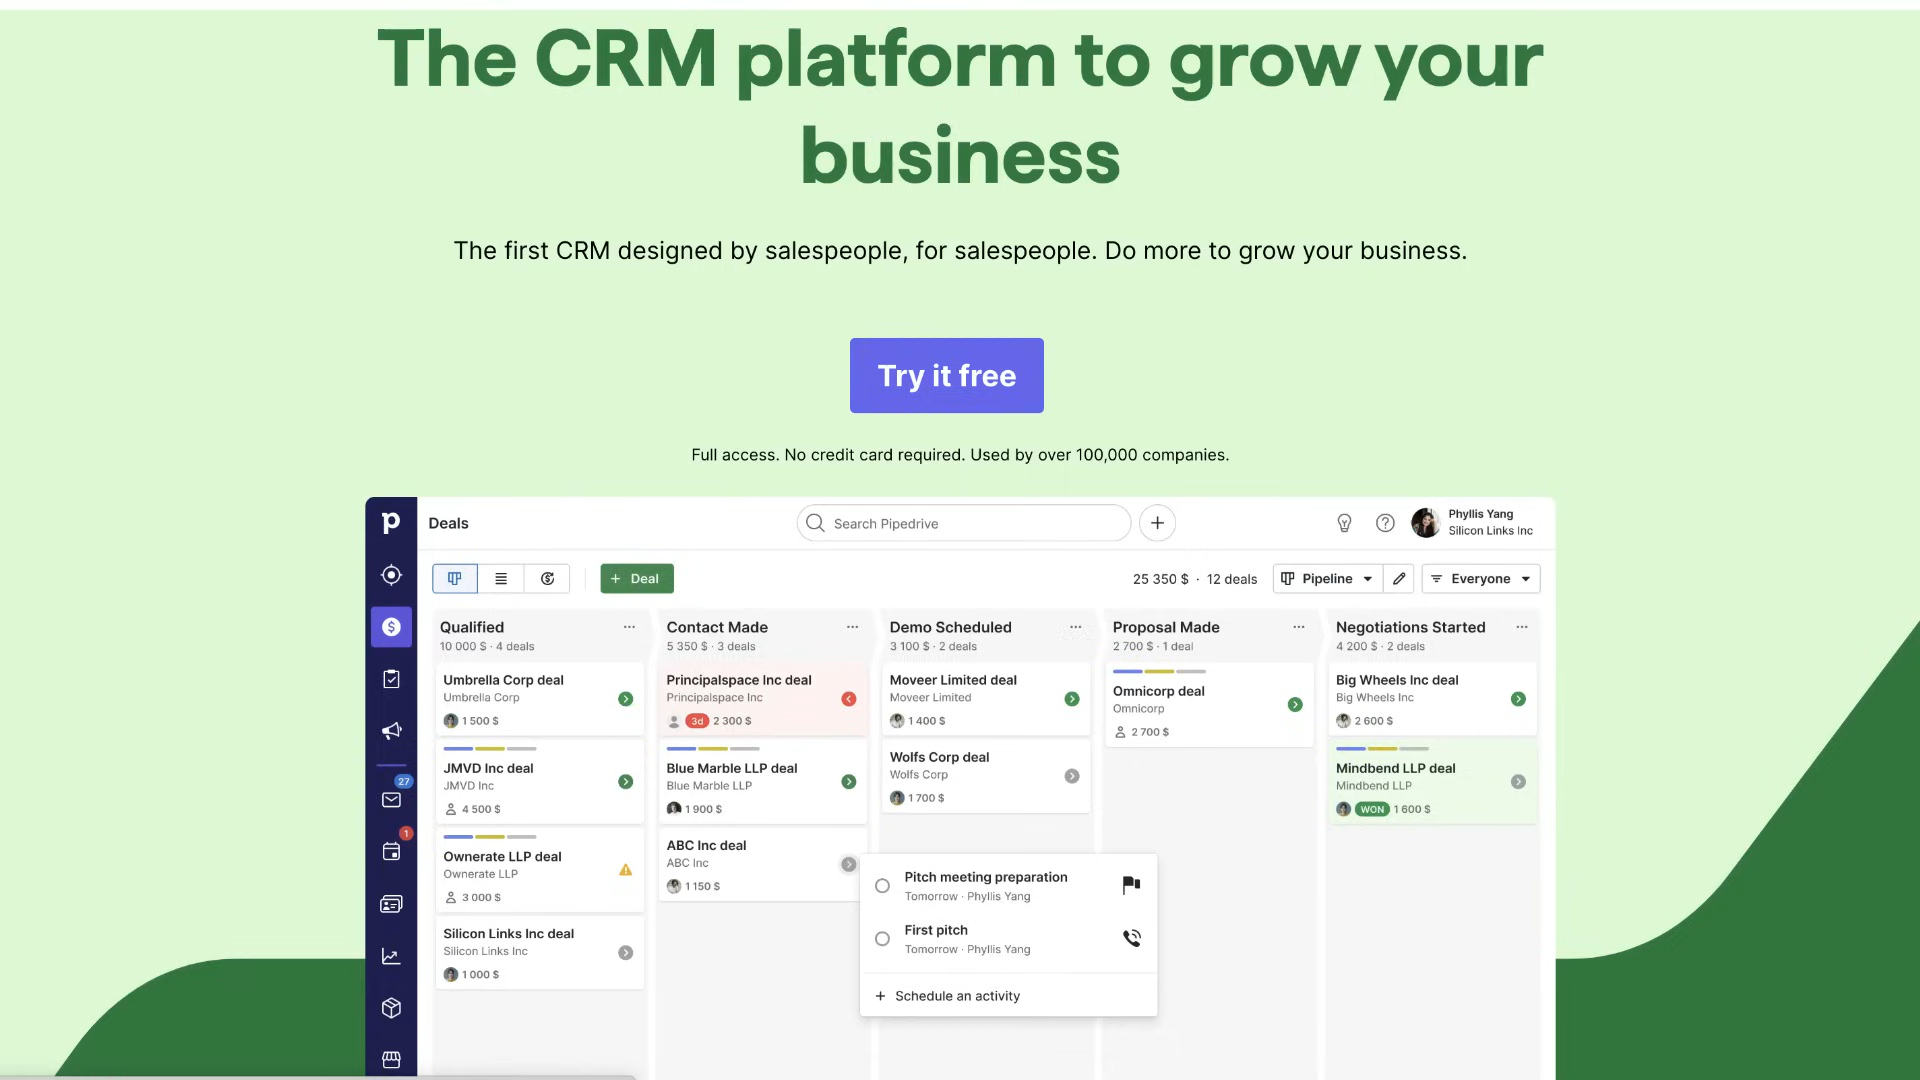 The CRM platform to grow your
business
The first CRM designed by salespeople, for salespeople. Do more to grow your business.
Try it free
Full access. No credit card required. Used by over 100,000 companies.
p
Deals
Search Pipedrive
Phyllis Yang
Silicon Links Inc
+ Deal
25 350 $ · 12 deals
Pipeline
Everyone
Qualified
10 000 $ · 4 deals
Umbrella Corp deal
Umbrella Corp
1 500 $
JMVD Inc deal
JMVD Inc
4 500 $
Ownerate LLP deal
Ownerate LLP
3 000 $
Silicon Links Inc deal
Silicon Links Inc
1 000 $
Contact Made
5 350 $ · 3 deals
Principalspace Inc deal
Principalspace Inc
3d 2 300 $
Blue Marble LLP deal
Blue Marble LLP
1 900 $
ABC Inc deal
ABC Inc
1 150 $
Demo Scheduled
3 100 $ · 2 deals
Moveer Limited deal
Moveer Limited
1 400 $
Wolfs Corp deal
Wolfs Corp
1 700 $
Proposal Made
2 700 $ · 1 deal
Omnicorp deal
Omnicorp
2 700 $
Negotiations Started
4 200 $ · 2 deals
Big Wheels Inc deal
Big Wheels Inc
2 600 $
Mindbend LLP deal
Mindbend LLP
WON 1 600 $
27
1
Pitch meeting preparation
Tomorrow · Phyllis Yang
First pitch
Tomorrow · Phyllis Yang
+ Schedule an activity